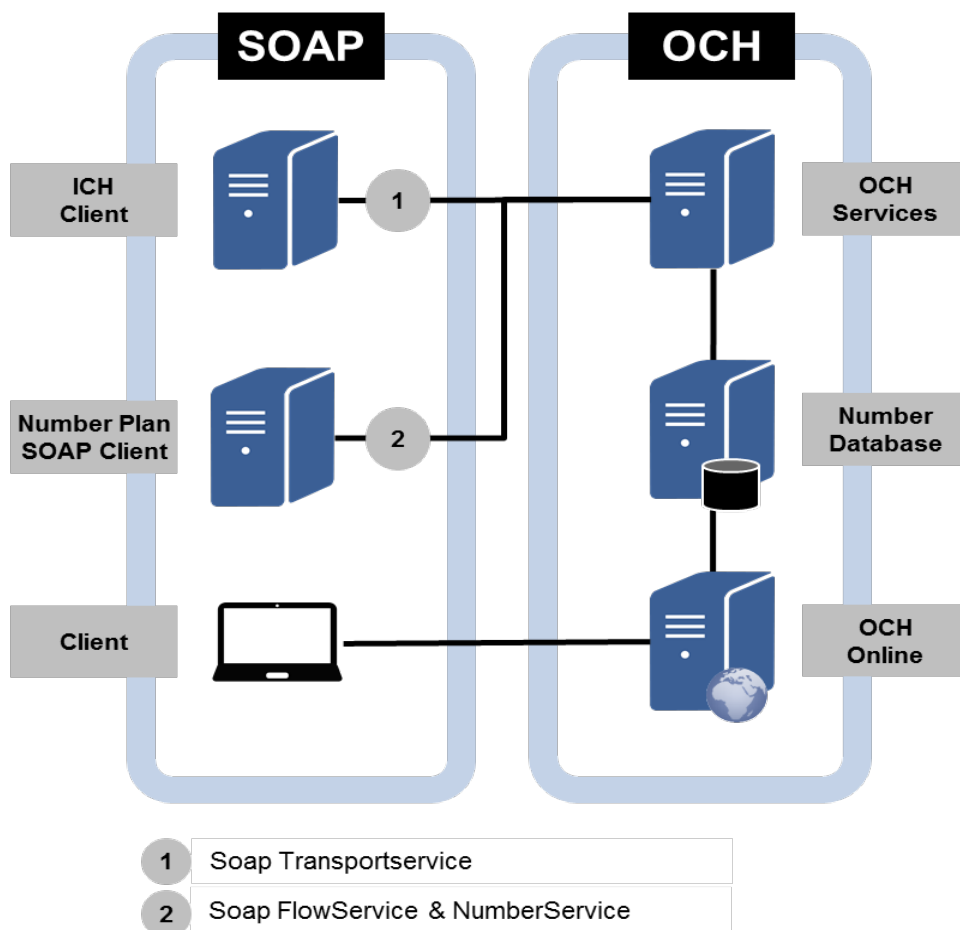 SOAP
OCH
ICH
Client
1
OCH
Services
Number Plan
SOAP Client
2
Number
Database
Client
OCH
Online
1 Soap Transportservice
2 Soap FlowService & NumberService